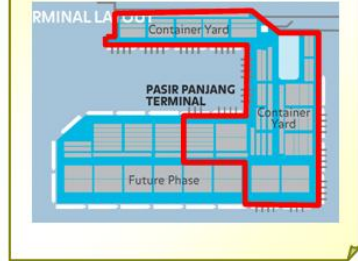 RMINAL LAYOUT
Container Yard
PASIR PANJANG
TERMINAL
Container
Yard
Future Phase